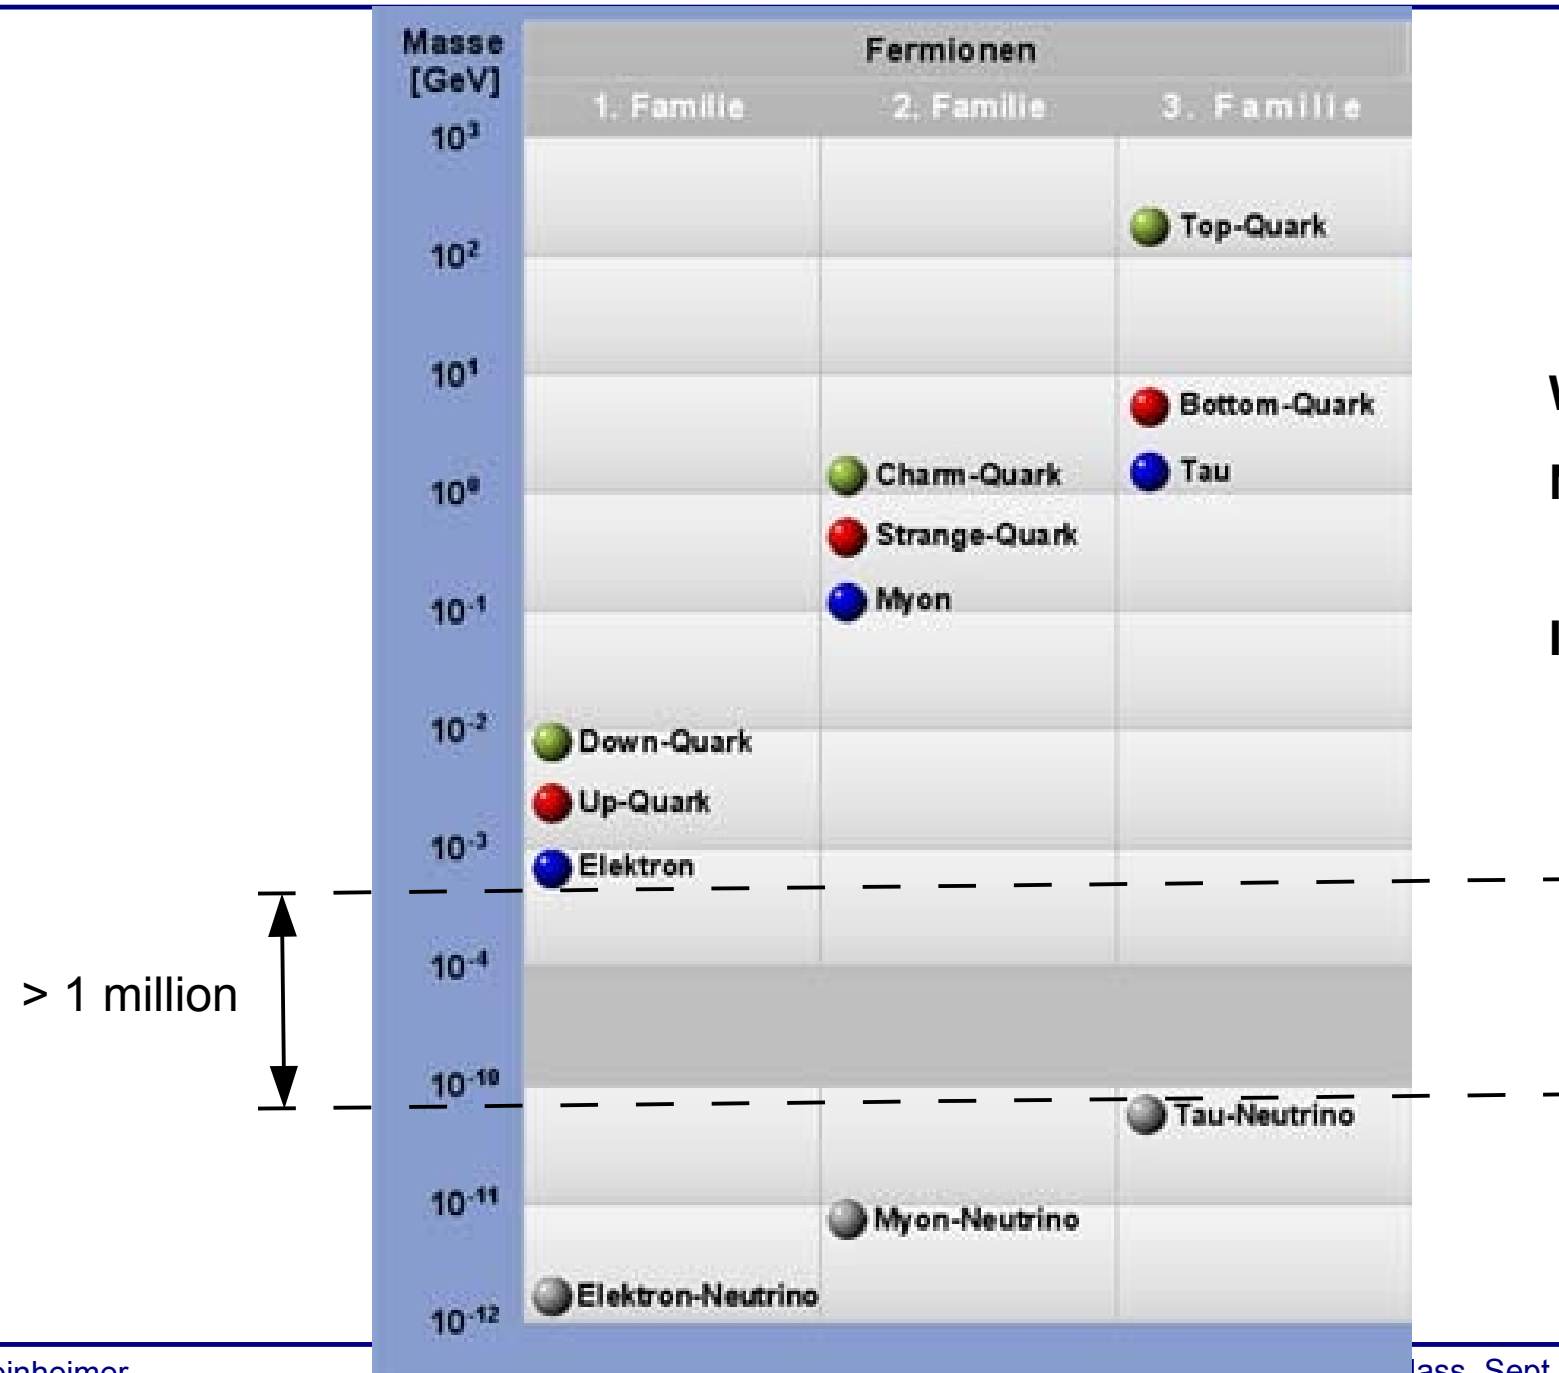 Masse
[GeV]
Fermionen
1. Familie
2. Familie
3. Familie
10³
Top-Quark
10²
10¹
Bottom-Quark
Charm-Quark
Tau
10⁰
Strange-Quark
Myon
10⁻¹
10⁻²
Down-Quark
Up-Quark
10⁻³
Elektron
10⁻⁴
> 1 million
10⁻¹⁰
Tau-Neutrino
10⁻¹¹
Myon-Neutrino
Elektron-Neutrino
10⁻¹²